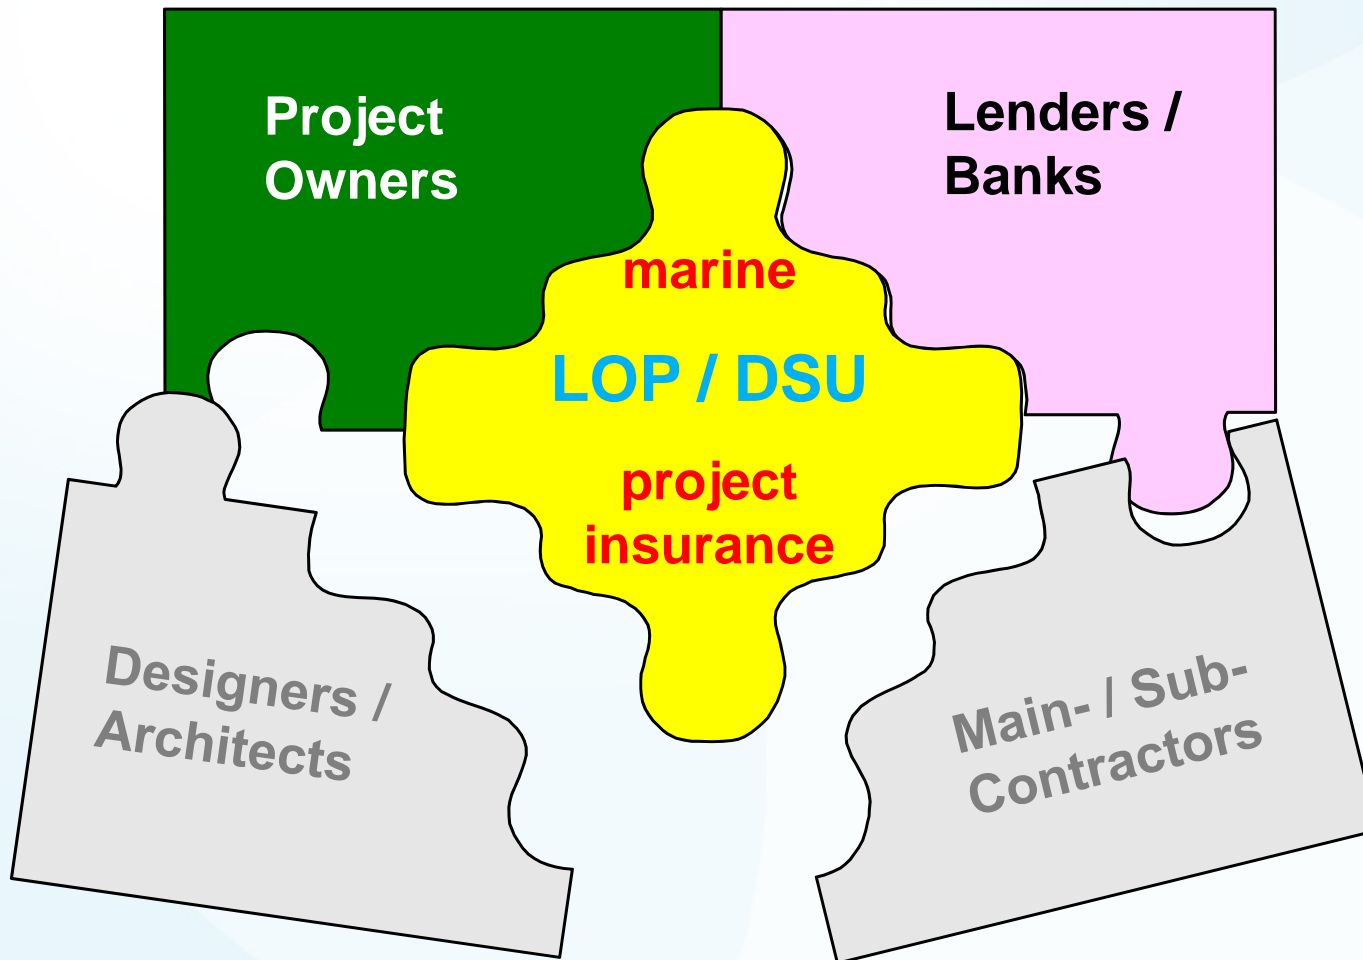 Project
Owners
Lenders /
Banks
marine
LOP / DSU
project
insurance
Designers /
Architects
Main- / Sub-
Contractors